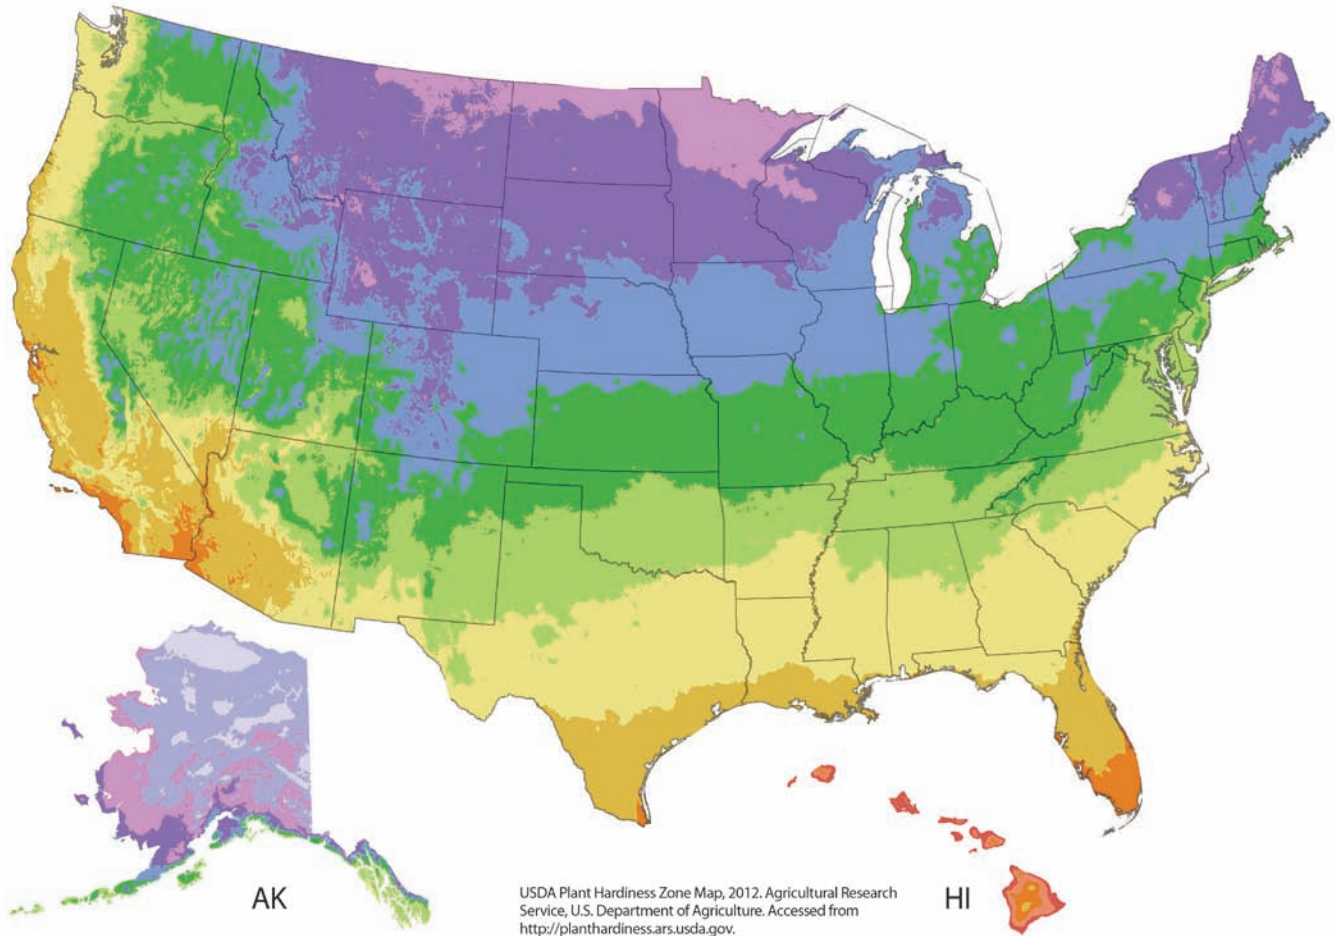 AK
USDA Plant Hardiness Zone Map, 2012. Agricultural Research
Service, U.S. Department of Agriculture. Accessed from
http://planthardiness.ars.usda.gov.
HI